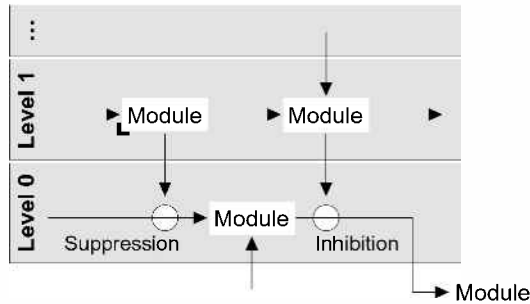 ...
Level 1
Module
Module
Level 0
Module
Suppression
Inhibition
Module